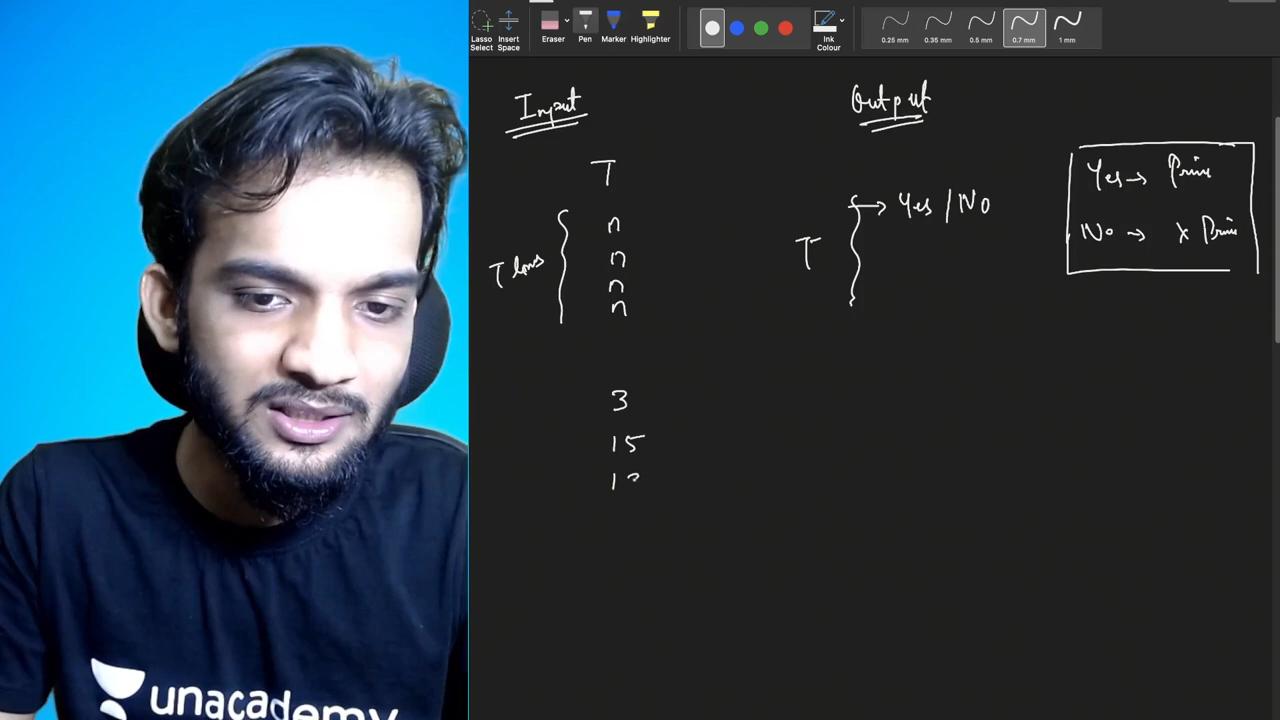 Lasso Select
Insert Space
Eraser
Pen
Marker
Highlighter
Ink Colour
0.25 mm
0.35 mm
0.5 mm
0.7 mm
1 mm
Input
Output
T
n
n
n
n
T lines
T
Yes / No
Yes → Prime
No → x Prime
3
15
unacademy